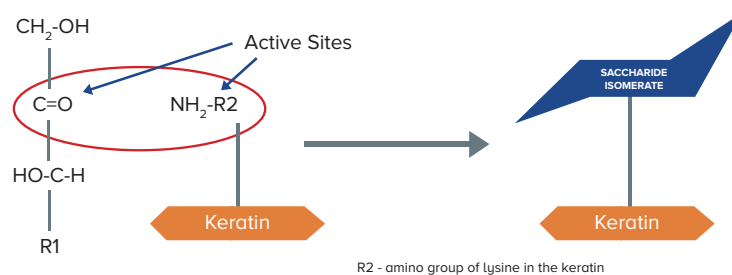 CH₂-OH
Active Sites
C=O
NH₂-R2
HO-C-H
R1
Keratin
SACCHARIDE
ISOMERATE
Keratin
R2 - amino group of lysine in the keratin